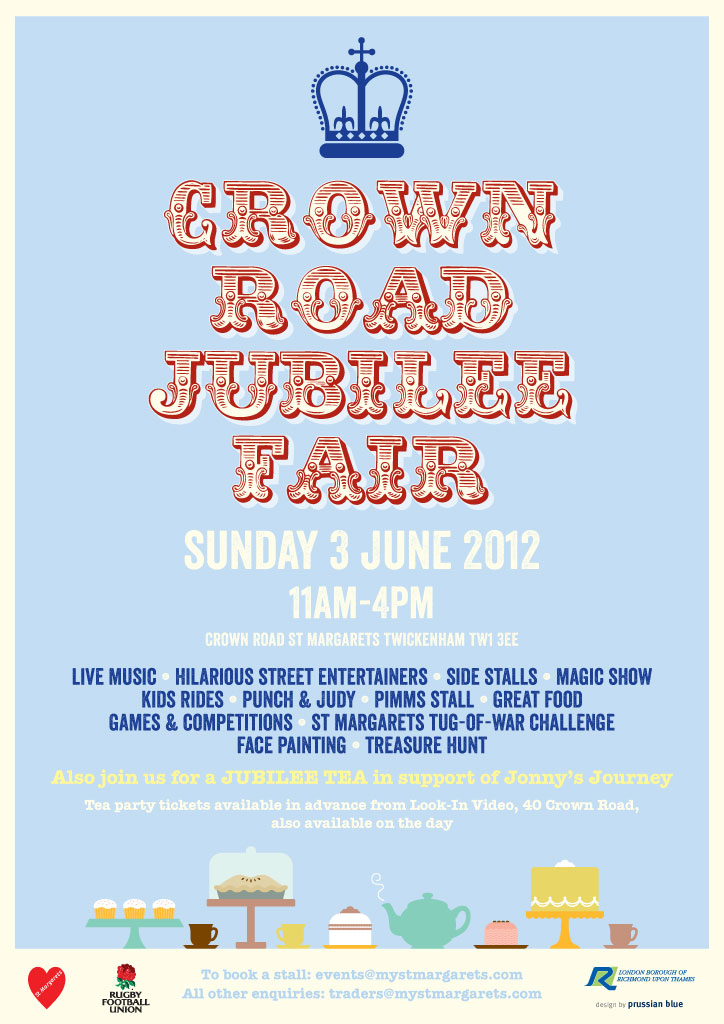 CROWN
ROAD
JUBILEE
FAIR
SUNDAY 3 JUNE 2012
11AM-4PM
CROWN ROAD ST MARGARETS TWICKENHAM TW1 3EE
LIVE MUSIC • HILARIOUS STREET ENTERTAINERS • SIDE STALLS • MAGIC SHOW
KIDS RIDES • PUNCH & JUDY • PIMMS STALL • GREAT FOOD
GAMES & COMPETITIONS • ST MARGARETS TUG-OF-WAR CHALLENGE
FACE PAINTING • TREASURE HUNT
Also join us for a JUBILEE TEA in support of Jonny's Journey
Tea party tickets available in advance from Look-In Video, 40 Crown Road,
also available on the day
St Margarets
RUGBY
FOOTBALL
UNION
To book a stall: events@mystmargarets.com
All other enquiries: traders@mystmargarets.com
LONDON BOROUGH OF
RICHMOND UPON THAMES
design by prussian blue